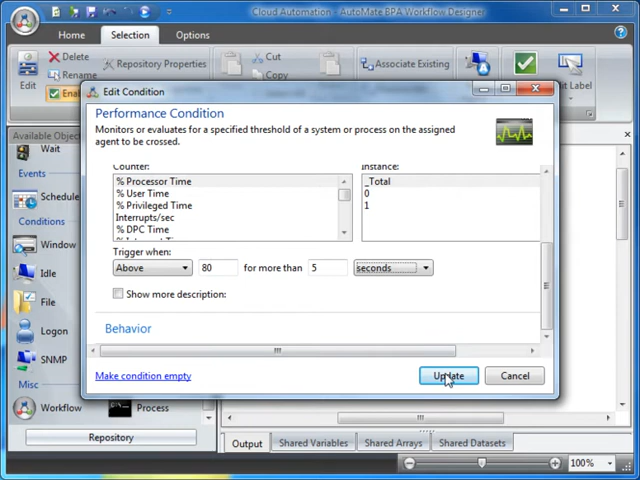 Cloud Automation - AutoMate BPA Workflow Designer
Home
Selection
Options
Edit
Delete
Rename
Repository Properties
Cut
Copy
Associate Existing
Edit Label
Edit Condition
Performance Condition
Monitors or evaluates for a specified threshold of a system or process on the assigned
agent to be crossed.
Counter:
Instance:
% Processor Time
% User Time
% Privileged Time
Interrupts/sec
% DPC Time
_Total
0
1
Trigger when:
Above
80
for more than
5
seconds
Show more description:
Behavior
Make condition empty
Update
Cancel
Wait
Events
Schedule
Conditions
Window
Idle
File
Logon
SNMP
Misc
Workflow
Process
Repository
Output
Shared Variables
Shared Arrays
Shared Datasets
100%